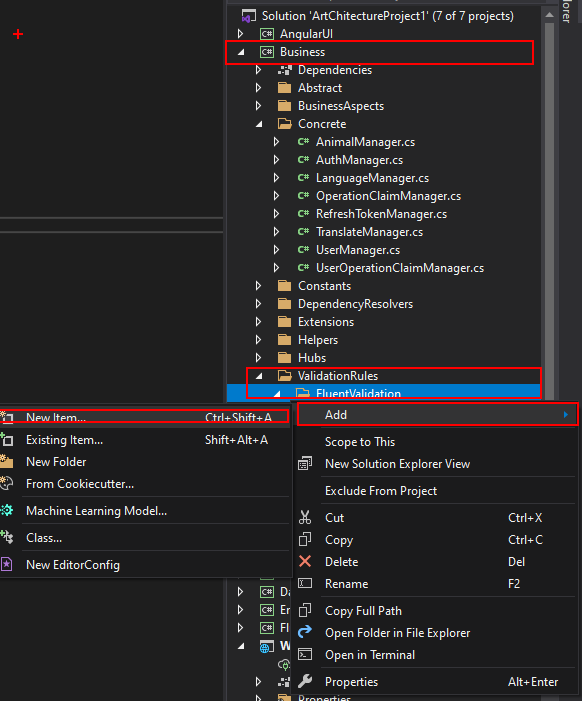 Solution 'ArtChitectureProject1' (7 of 7 projects)
AngularUI
Business
Dependencies
Abstract
BusinessAspects
Concrete
AnimalManager.cs
AuthManager.cs
LanguageManager.cs
OperationClaimManager.cs
RefreshTokenManager.cs
TranslateManager.cs
UserManager.cs
UserOperationClaimManager.cs
Constants
DependencyResolvers
Extensions
Helpers
Hubs
ValidationRules
FluentValidation
Add
Scope to This
New Solution Explorer View
Exclude From Project
Cut Ctrl+X
Copy Ctrl+C
Delete Del
Rename F2
Copy Full Path
Open Folder in File Explorer
Open in Terminal
Properties Alt+Enter
New Item... Ctrl+Shift+A
Existing Item... Shift+Alt+A
New Folder
From Cookiecutter...
Machine Learning Model...
Class...
New EditorConfig
Da
Er
Fl
W
Properties
plorer